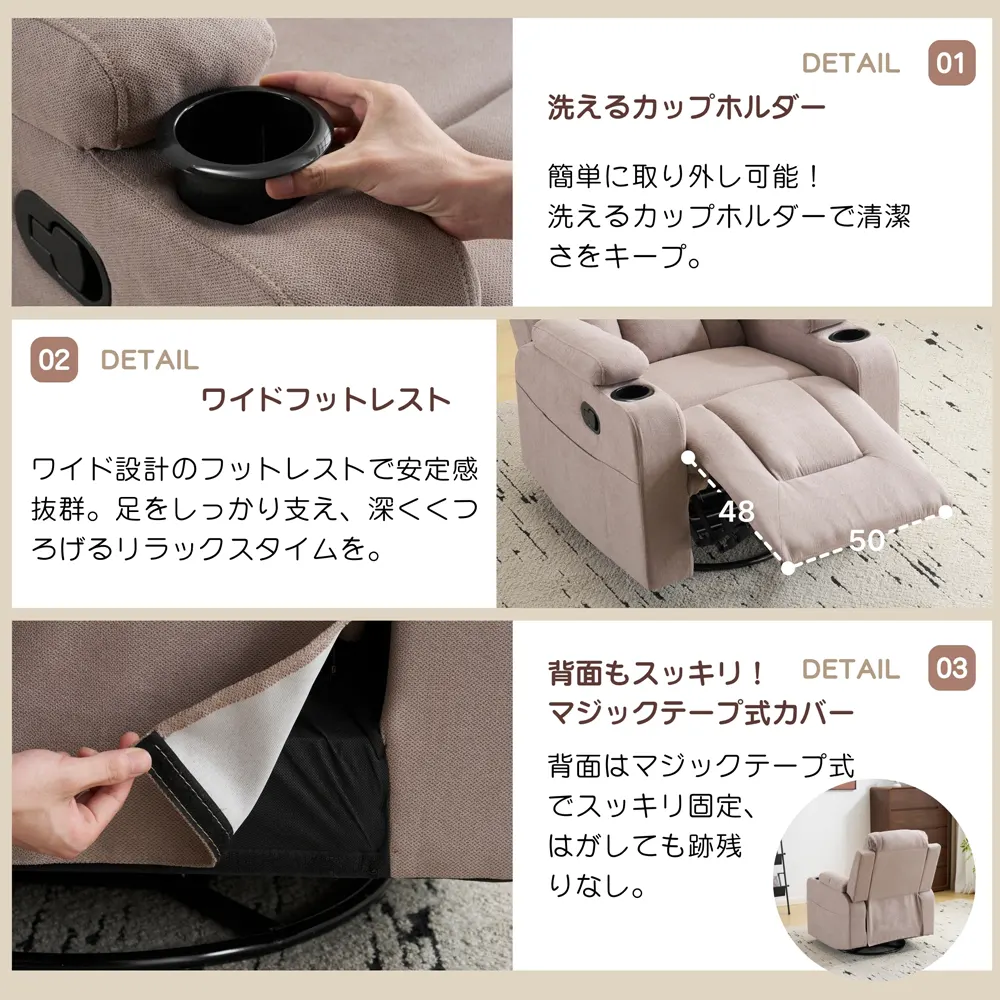 DETAIL 01
洗えるカップホルダー
簡単に取り外し可能！
洗えるカップホルダーで清潔
さをキープ。
02 DETAIL
ワイドフットレスト
ワイド設計のフットレストで安定感
抜群。足をしっかり支え、深くくつ
ろげるリラックスタイムを。
48
50
DETAIL 03
背面もスッキリ！
マジックテープ式カバー
背面はマジックテープ式
でスッキリ固定、
はがしても跡残
りなし。